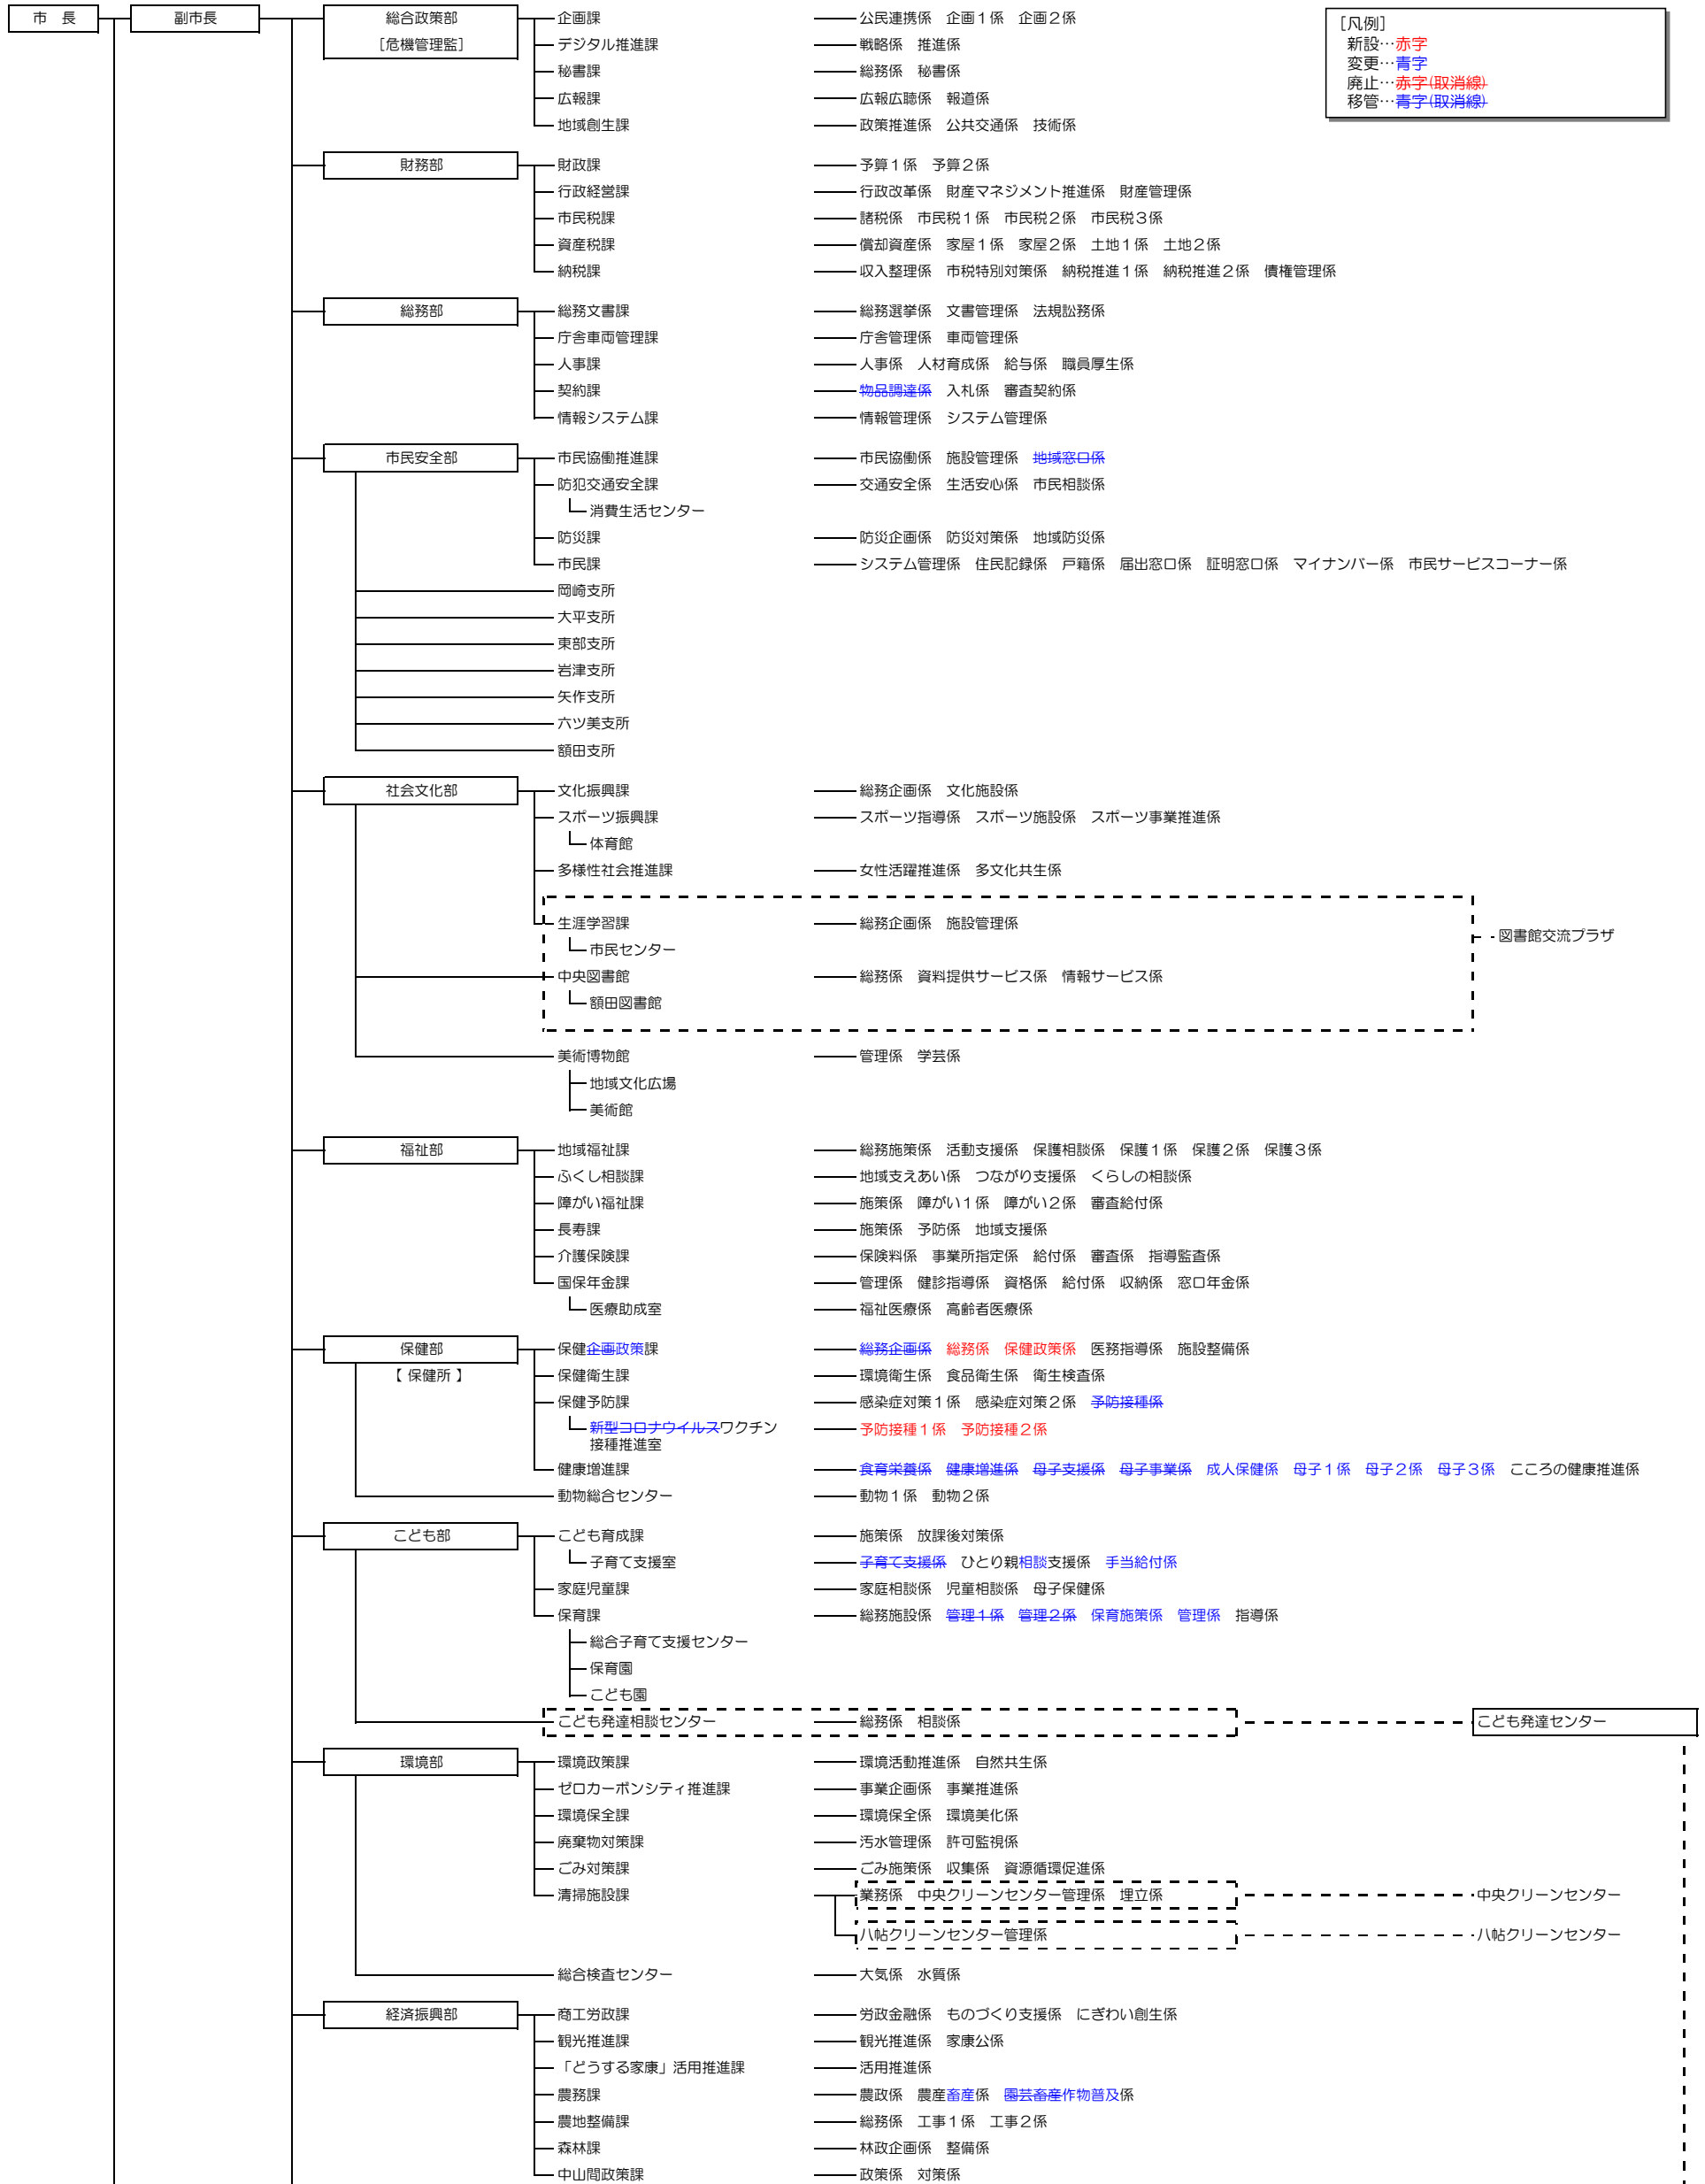 市　長　副市長　総合政策部　企画課　公民連携係　企画１係　企画２係
［危機管理監］　デジタル推進課　戦略係　推進係
秘書課　総務係　秘書係
広報課　広報広聴係　報道係
地域創生課　政策推進係　公共交通係　技術係
［凡例］
新設…赤字
変更…青字
廃止…赤字(取消線)
移管…青字(取消線)
財務部　財政課　予算１係　予算２係
行政経営課　行政改革係　財産マネジメント推進係　財産管理係
市民税課　諸税係　市民税１係　市民税２係　市民税３係
資産税課　償却資産係　家屋１係　家屋２係　土地１係　土地２係
納税課　収入整理係　市税特別対策係　納税推進１係　納税推進２係　債権管理係
総務部　総務文書課　総務選挙係　文書管理係　法規訟務係
庁舎車両管理課　庁舎管理係　車両管理係
人事課　人事係　人材育成係　給与係　職員厚生係
契約課　物品調達係　入札係　審査契約係
情報システム課　情報管理係　システム管理係
市民安全部　市民協働推進課　市民協働係　施設管理係　地域窓口係
防犯交通安全課　交通安全係　生活安心係　市民相談係
消費生活センター
防災課　防災企画係　防災対策係　地域防災係
市民課　システム管理係　住民記録係　戸籍係　届出窓口係　証明窓口係　マイナンバー係　市民サービスコーナー係
岡崎支所
大平支所
東部支所
岩津支所
矢作支所
六ツ美支所
額田支所
社会文化部　文化振興課　総務企画係　文化施設係
スポーツ振興課　スポーツ指導係　スポーツ施設係　スポーツ事業推進係
体育館
多様性社会推進課　女性活躍推進係　多文化共生係
生涯学習課　総務企画係　施設管理係
図書館交流プラザ
市民センター
中央図書館　総務係　資料提供サービス係　情報サービス係
額田図書館
美術博物館　管理係　学芸係
地域文化広場
美術館
福祉部　地域福祉課　総務施策係　活動支援係　保護相談係　保護１係　保護２係　保護３係
ふくし相談課　地域支えあい係　つながり支援係　くらしの相談係
障がい福祉課　施策係　障がい１係　障がい２係　審査給付係
長寿課　施策係　予防係　地域支援係
介護保険課　保険料係　事業所指定係　給付係　審査係　指導監査係
国保年金課　管理係　健診指導係　資格係　給付係　収納係　窓口年金係
医療助成室　福祉医療係　高齢者医療係
保健部　保健企画政策課　総務企画係　総務係　保健政策係　医務指導係　施設整備係
【 保健所 】　保健衛生課　環境衛生係　食品衛生係　衛生検査係
保健予防課　感染症対策１係　感染症対策２係　予防接種係
新型コロナウイルスワクチン　予防接種１係　予防接種２係
接種推進室
健康増進課　食育栄養係　健康増進係　母子支援係　母子事業係　成人保健係　母子１係　母子２係　母子３係　こころの健康推進係
動物総合センター　動物１係　動物２係
こども部　こども育成課　施策係　放課後対策係
子育て支援室　子育て支援係　ひとり親相談支援係　手当給付係
家庭児童課　家庭相談係　児童相談係　母子保健係
保育課　総務施設係　管理１係　管理２係　保育施策係　管理係　指導係
総合子育て支援センター
保育園
こども園
こども発達相談センター　総務係　相談係　こども発達センター
環境部　環境政策課　環境活動推進係　自然共生係
ゼロカーボンシティ推進課　事業企画係　事業推進係
環境保全課　環境保全係　環境美化係
廃棄物対策課　汚水管理係　許可監視係
ごみ対策課　ごみ施策係　収集係　資源循環促進係
清掃施設課　業務係　中央クリーンセンター管理係　埋立係　中央クリーンセンター
八帖クリーンセンター管理係　八帖クリーンセンター
総合検査センター　大気係　水質係
経済振興部　商工労政課　労政金融係　ものづくり支援係　にぎわい創生係
観光推進課　観光推進係　家康公係
「どうする家康」活用推進課　活用推進係
農務課　農政係　農産畜産係　園芸畜産作物普及係
農地整備課　総務係　工事１係　工事２係
森林課　林政企画係　整備係
中山間政策課　政策係　対策係